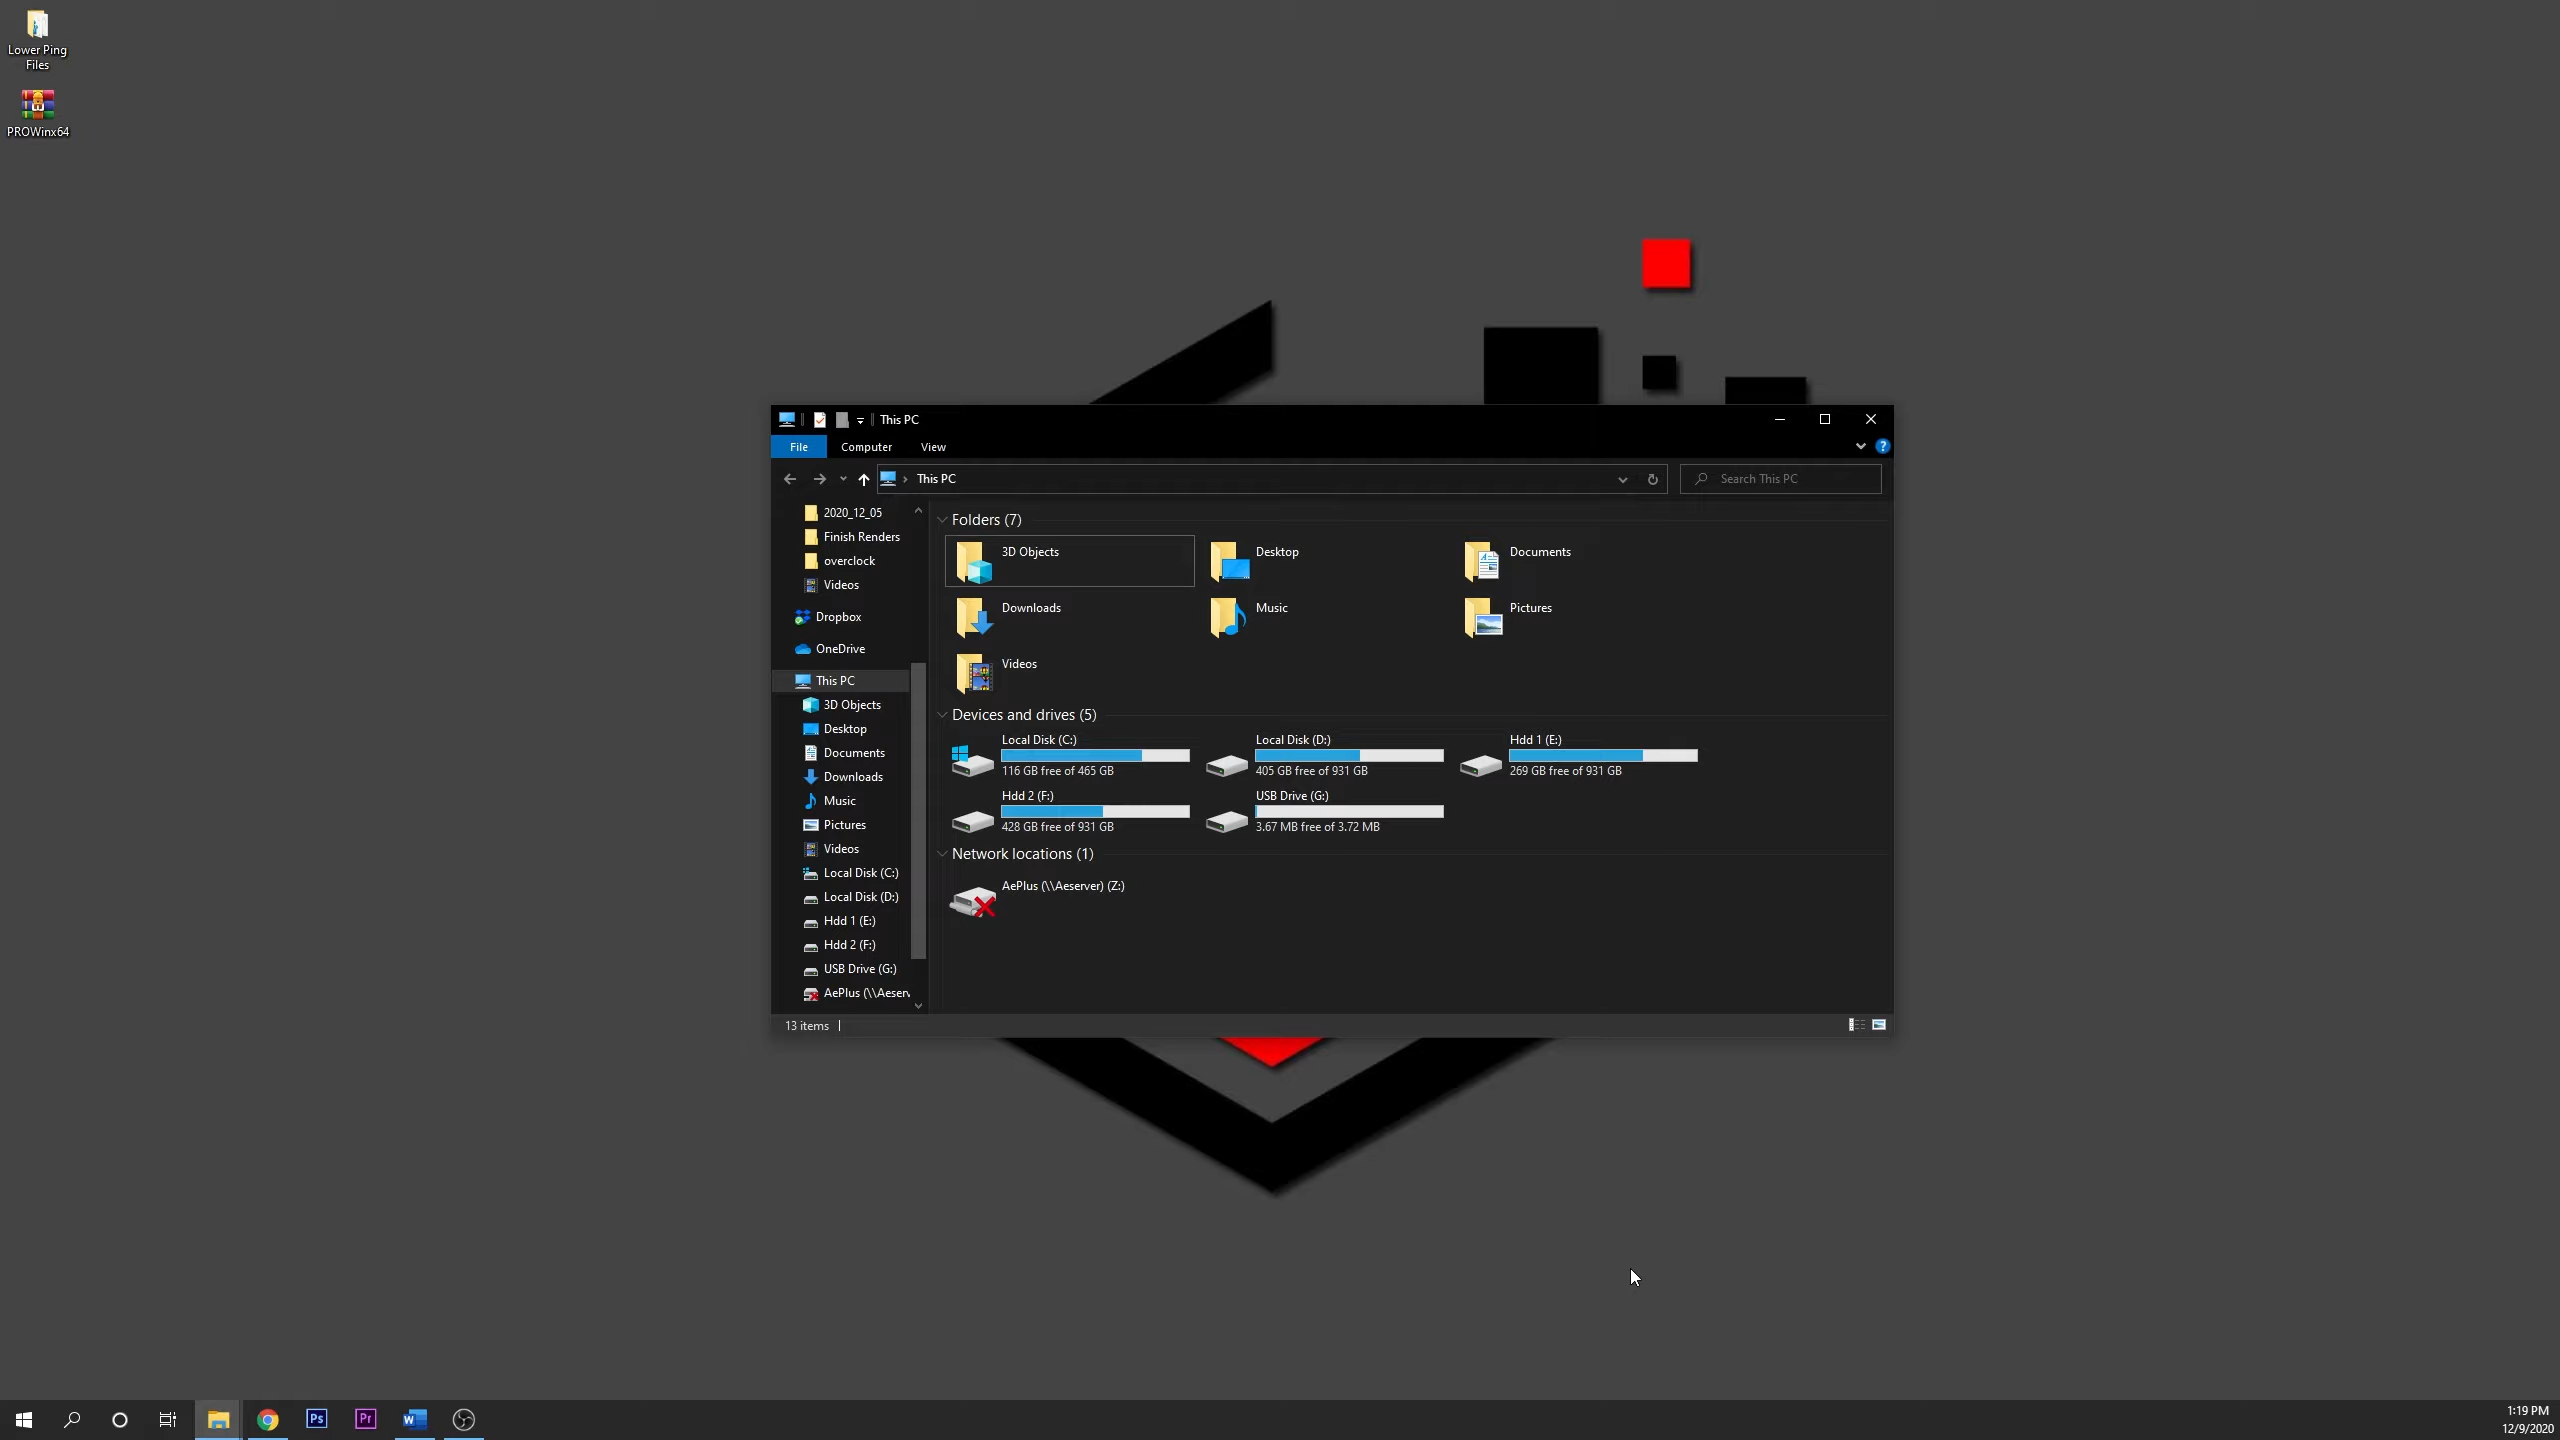 Lower Ping
Files
PROWinx64
This PC
File
Computer
View
This PC
Search This PC
2020_12_05
Finish Renders
overclock
Videos
Dropbox
OneDrive
This PC
3D Objects
Desktop
Documents
Downloads
Music
Pictures
Videos
Local Disk (C:)
Local Disk (D:)
Hdd 1 (E:)
Hdd 2 (F:)
USB Drive (G:)
AePlus (\\Aeserv
Folders (7)
3D Objects
Desktop
Documents
Downloads
Music
Pictures
Videos
Devices and drives (5)
Local Disk (C:)
116 GB free of 465 GB
Local Disk (D:)
405 GB free of 931 GB
Hdd 1 (E:)
269 GB free of 931 GB
Hdd 2 (F:)
428 GB free of 931 GB
USB Drive (G:)
3.67 MB free of 3.72 MB
Network locations (1)
AePlus (\\Aeserver) (Z:)
13 items
Ps
Pr
W
1:19 PM
12/9/2020